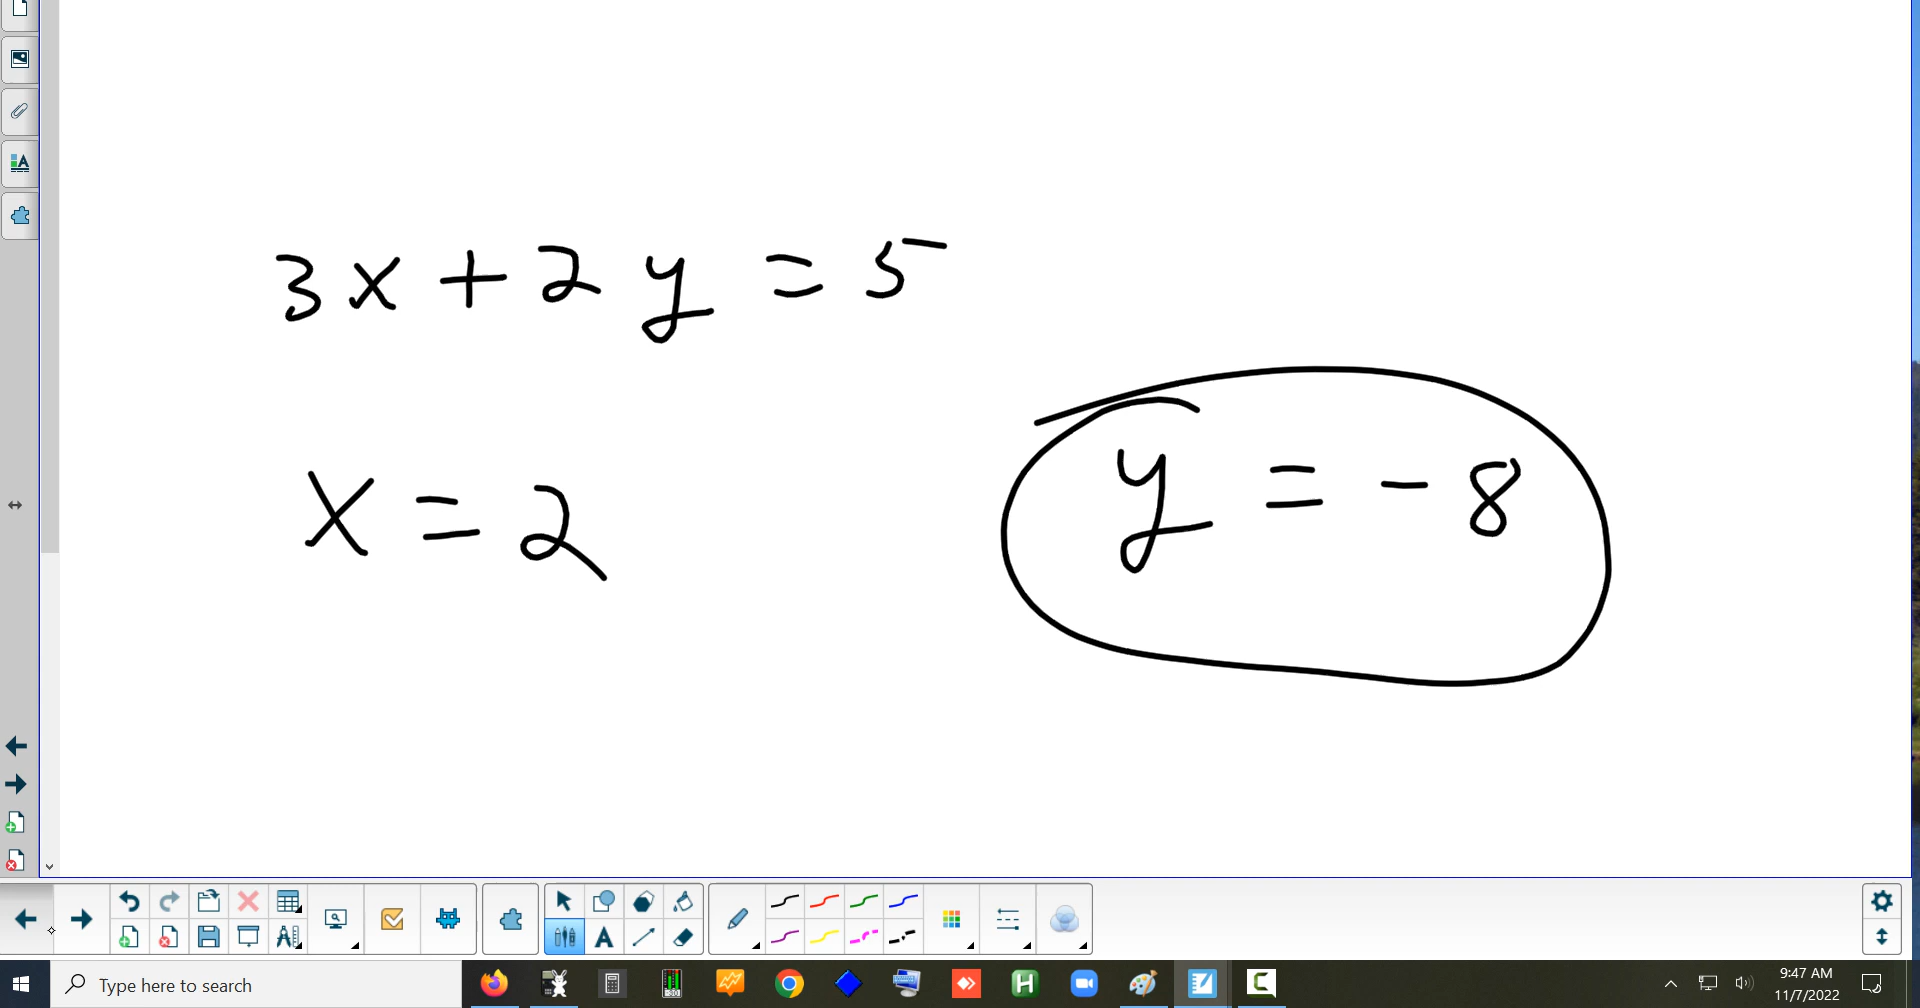 3x + 2y = 5
x = 2
y = -8
Type here to search
9:47 AM
11/7/2022